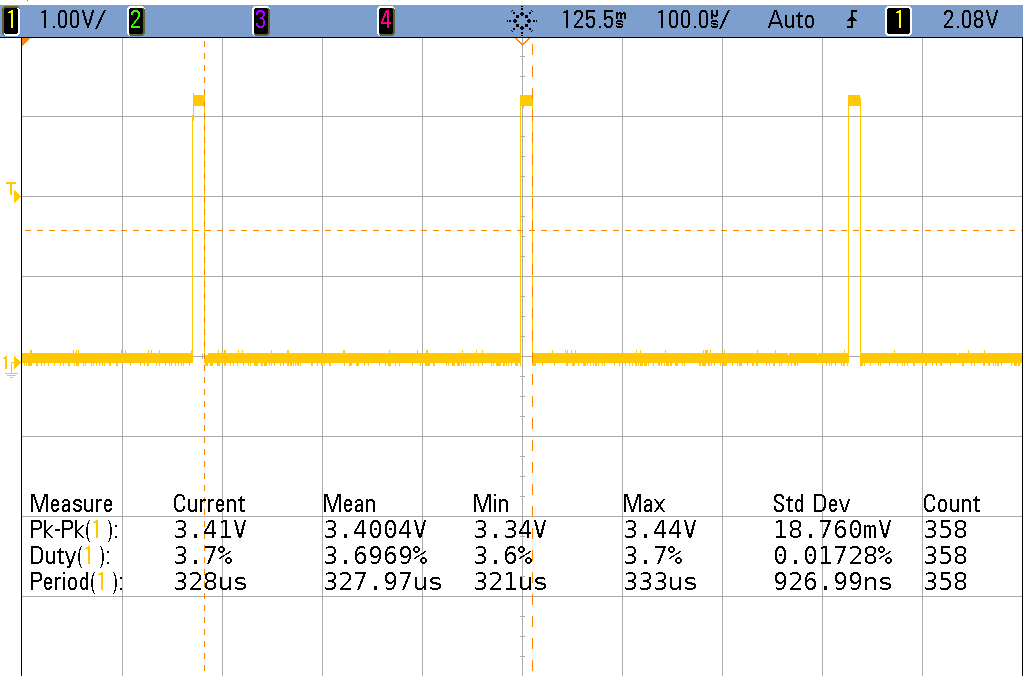 1 1.00V/ 2 3 4 125.5ms 100.0us/ Auto 1 2.08V
T
1
Measure Current Mean Min Max Std Dev Count
Pk-Pk(1): 3.41V 3.4004V 3.34V 3.44V 18.760mV 358
Duty(1): 3.7% 3.6969% 3.6% 3.7% 0.01728% 358
Period(1): 328us 327.97us 321us 333us 926.99ns 358